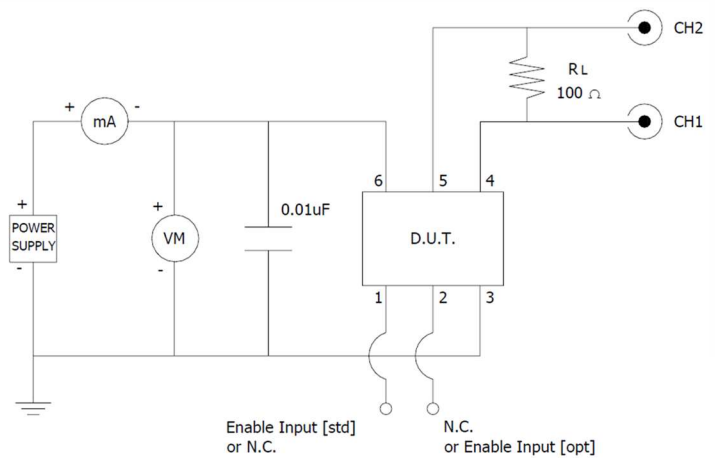 CH2
RL
100 Ω
CH1
+ -
mA
6 5 4
+
POWER
SUPPLY
-
+
VM
-
0.01uF
D.U.T.
1 2 3
Enable Input [std]
or N.C.
N.C.
or Enable Input [opt]